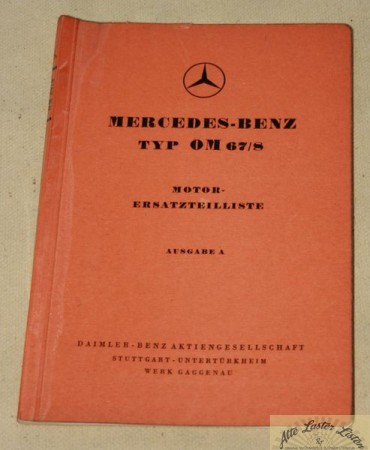 MERCEDES-BENZ
TYP OM 67/8
MOTOR-
ERSATZTEILLISTE
AUSGABE A
DAIMLER-BENZ AKTIENGESELLSCHAFT
STUTTGART-UNTERTÜRKHEIM
WERK GAGGENAU
Alte Laster Listen